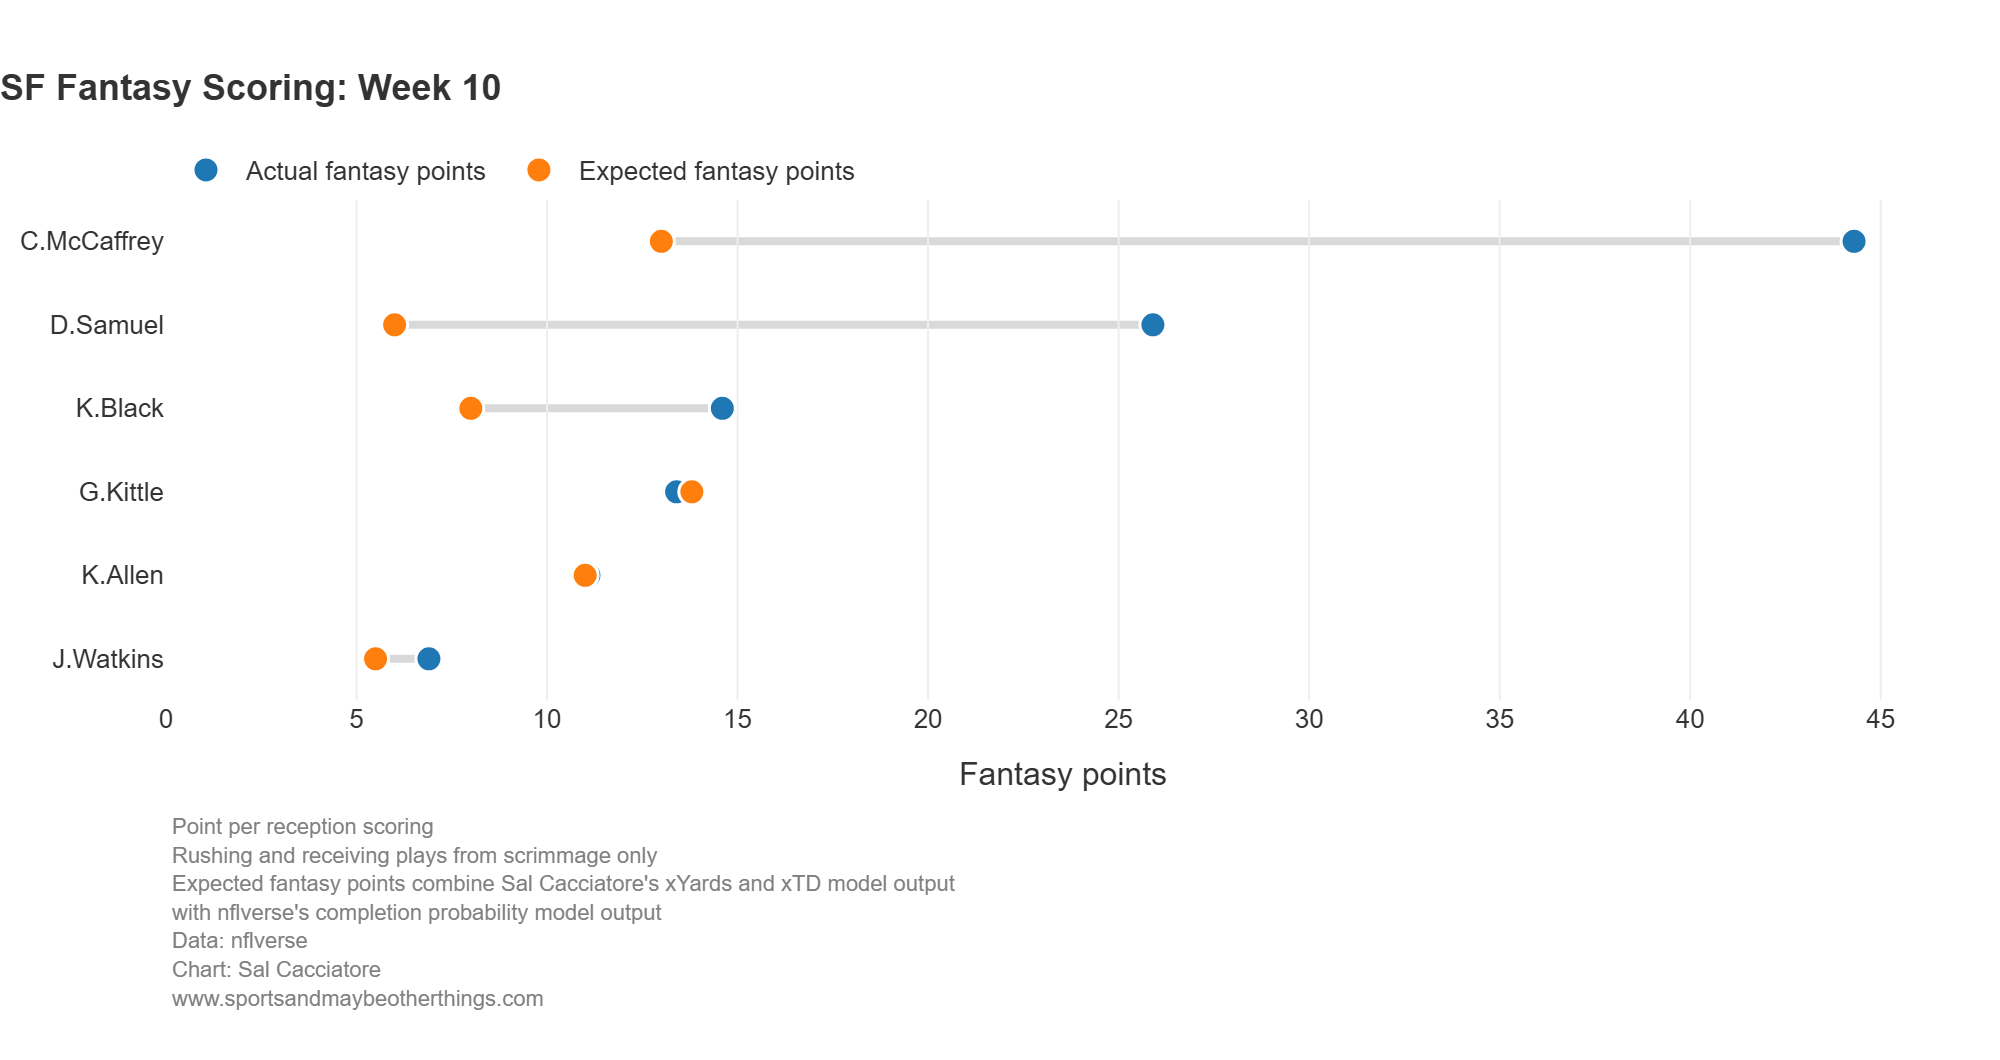 SF Fantasy Scoring: Week 10
Actual fantasy points
Expected fantasy points
C.McCaffrey
D.Samuel
K.Black
G.Kittle
K.Allen
J.Watkins
0 5 10 15 20 25 30 35 40 45
Fantasy points
Point per reception scoring
Rushing and receiving plays from scrimmage only
Expected fantasy points combine Sal Cacciatore's xYards and xTD model output
with nflverse's completion probability model output
Data: nflverse
Chart: Sal Cacciatore
www.sportsandmaybeotherthings.com